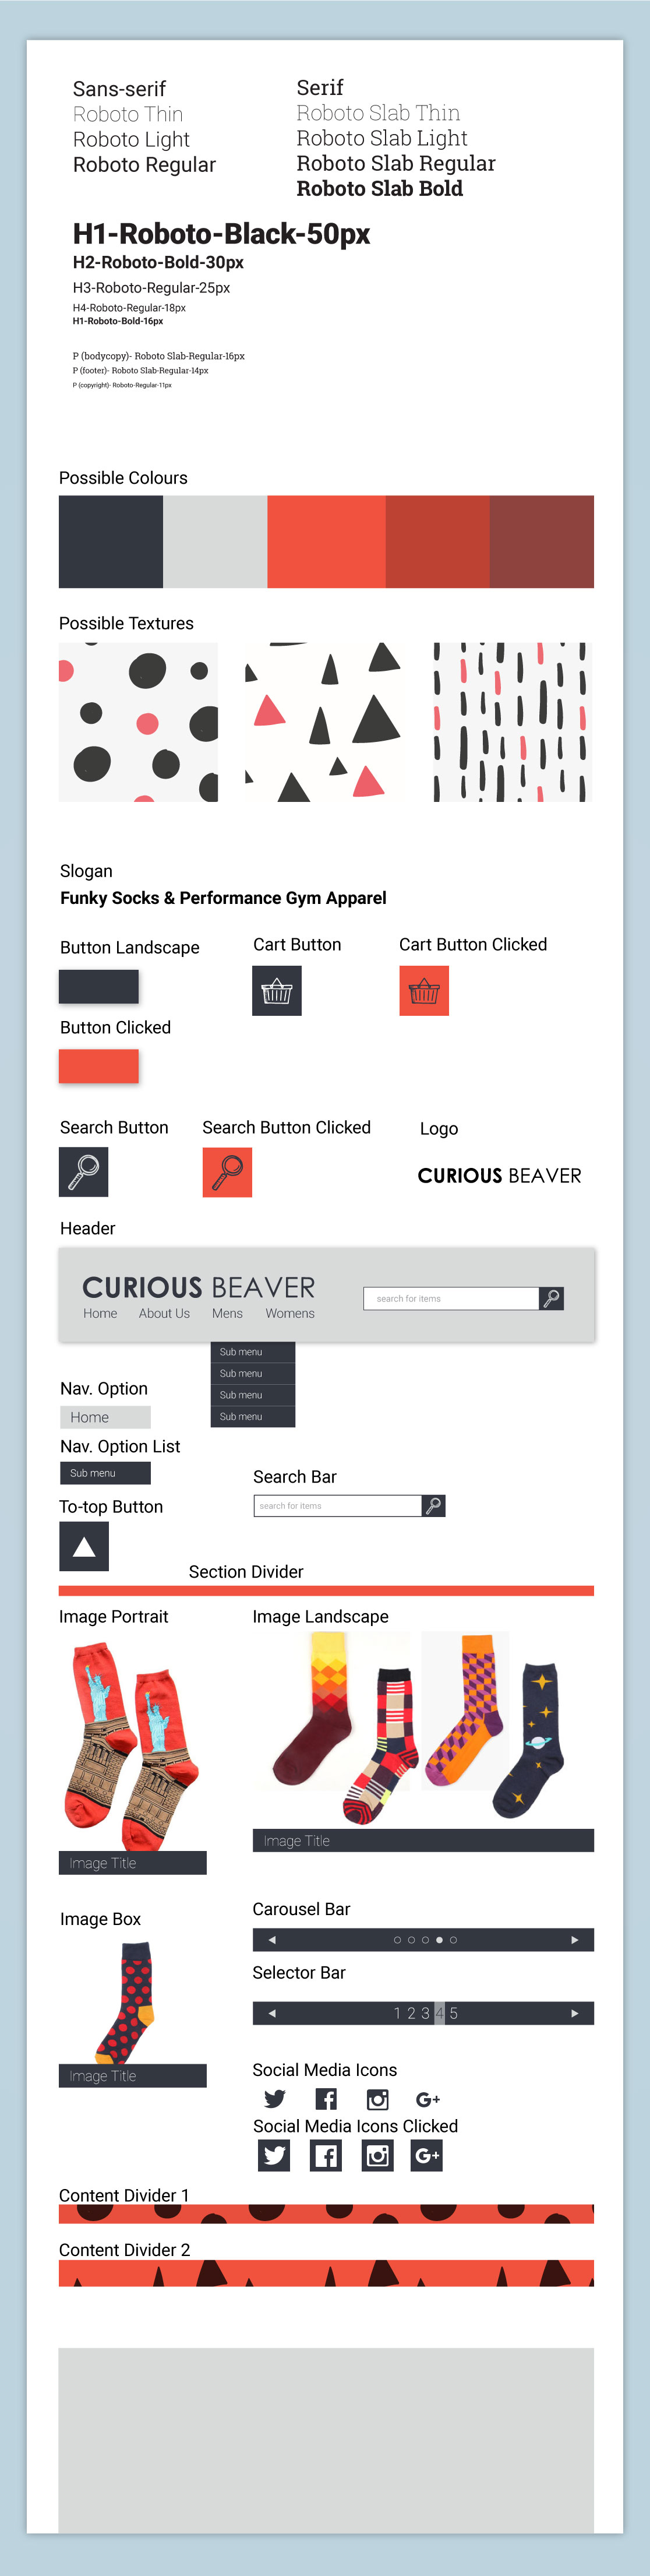 Sans-serif
Roboto Thin
Roboto Light
Roboto Regular
Serif
Roboto Slab Thin
Roboto Slab Light
Roboto Slab Regular
Roboto Slab Bold
H1-Roboto-Black-50px
H2-Roboto-Bold-30px
H3-Roboto-Regular-25px
H4-Roboto-Regular-18px
H1-Roboto-Bold-16px
P (bodycopy)- Roboto Slab-Regular-16px
P (footer)- Roboto Slab-Regular-14px
P (copyright)- Roboto-Regular-11px
Possible Colours
Possible Textures
Slogan
Funky Socks & Performance Gym Apparel
Button Landscape
Cart Button
Cart Button Clicked
Button Clicked
Search Button
Search Button Clicked
Logo
CURIOUS BEAVER
Header
CURIOUS BEAVER
Home About Us Mens Womens
search for items
Sub menu
Sub menu
Sub menu
Sub menu
Nav. Option
Home
Nav. Option List
Sub menu
Search Bar
search for items
To-top Button
Section Divider
Image Portrait
Image Landscape
Image Title
Image Title
Image Box
Image Title
Carousel Bar
Selector Bar
1 2 3 4 5
Social Media Icons
G+
Social Media Icons Clicked
G+
Content Divider 1
Content Divider 2